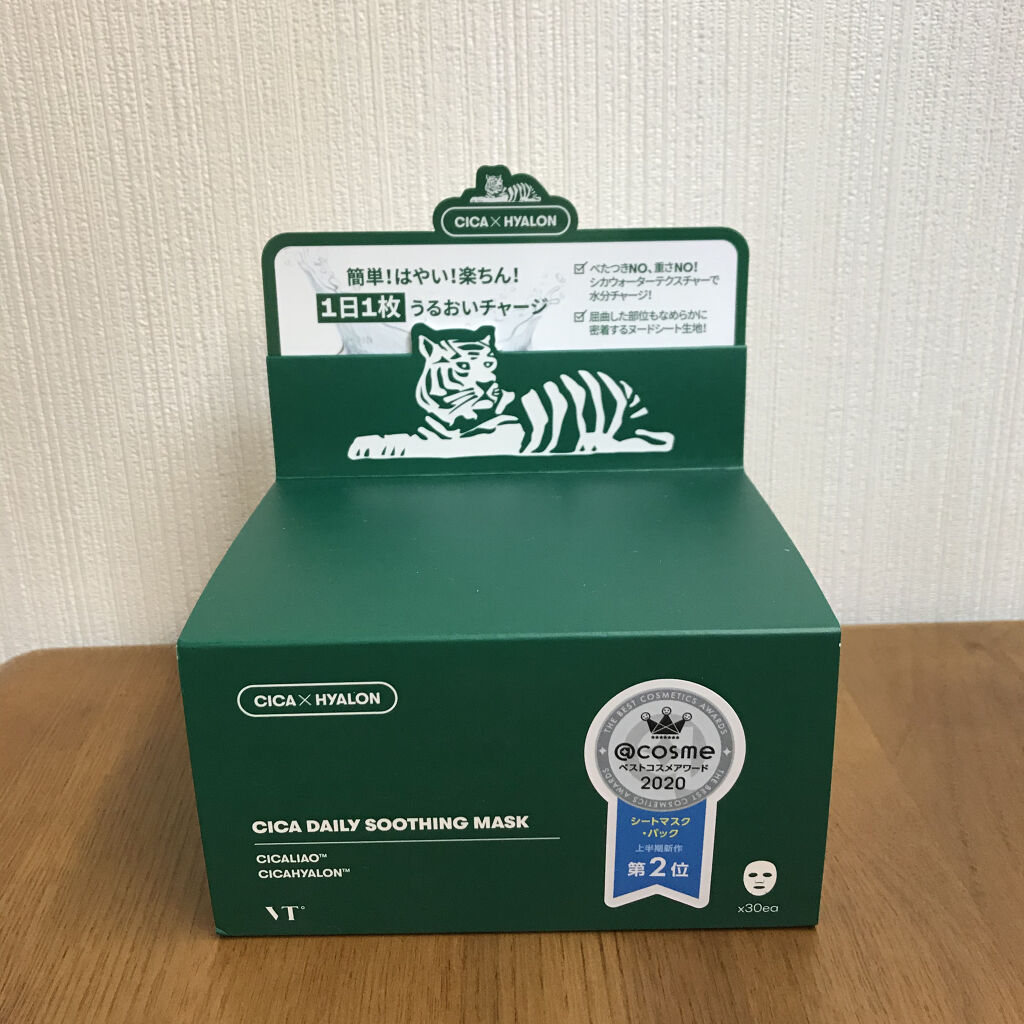 CICA×HYALON
簡単!はやい!楽ちん!
1日1枚 うるおいチャージ
べたつきNO、重さNO!
シカウォーターテクスチャーで
水分チャージ!
屈曲した部位もなめらかに
密着するヌードシート生地!
CICA×HYALON
CICA DAILY SOOTHING MASK
CICALIAO™
CICAHYALON™
VT°
THE BEST COSMETICS AWARDS
@cosme
ベストコスメアワード
2020
THE BEST COSMETICS AWARDS
シートマスク
・パック
上半期新作
第2位
x30ea